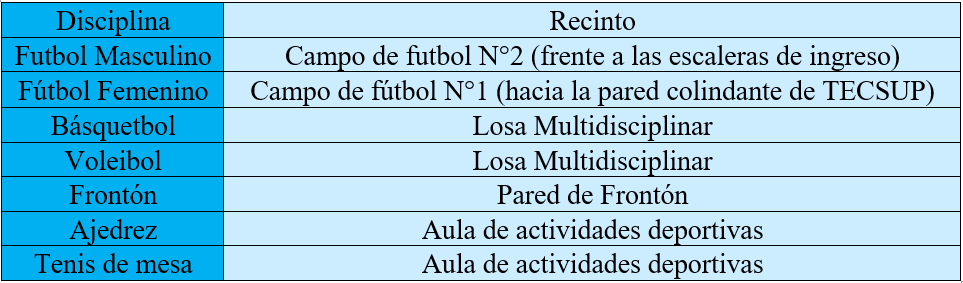 Disciplina Recinto
Futbol Masculino Campo de futbol N°2 (frente a las escaleras de ingreso)
Fútbol Femenino Campo de fútbol N°1 (hacia la pared colindante de TECSUP)
Básquetbol Losa Multidisciplinar
Voleibol Losa Multidisciplinar
Frontón Pared de Frontón
Ajedrez Aula de actividades deportivas
Tenis de mesa Aula de actividades deportivas